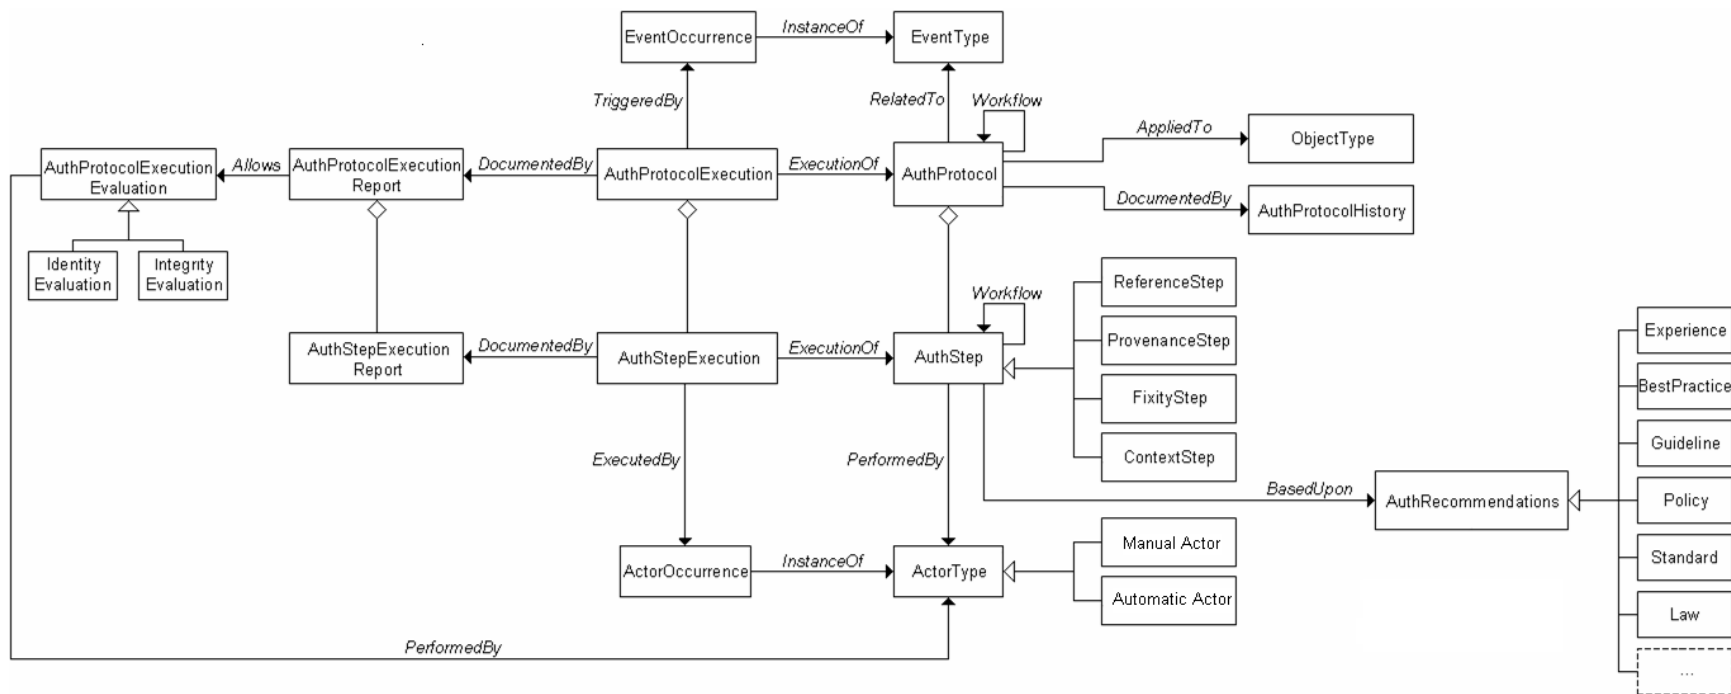 EventOccurrence
InstanceOf
EventType
TriggeredBy
RelatedTo
Workflow
AppliedTo
ObjectType
AuthProtocolExecution
Evaluation
Allows
AuthProtocolExecution
Report
DocumentedBy
AuthProtocolExecution
ExecutionOf
AuthProtocol
DocumentedBy
AuthProtocolHistory
Identity
Evaluation
Integrity
Evaluation
ReferenceStep
Workflow
ProvenanceStep
AuthStepExecution
Report
DocumentedBy
AuthStepExecution
ExecutionOf
AuthStep
FixityStep
ContextStep
Experience
BestPractice
Guideline
ExecutedBy
PerformedBy
BasedUpon
AuthRecommendations
Policy
Manual Actor
Standard
ActorOccurrence
InstanceOf
ActorType
Automatic Actor
Law
PerformedBy
...